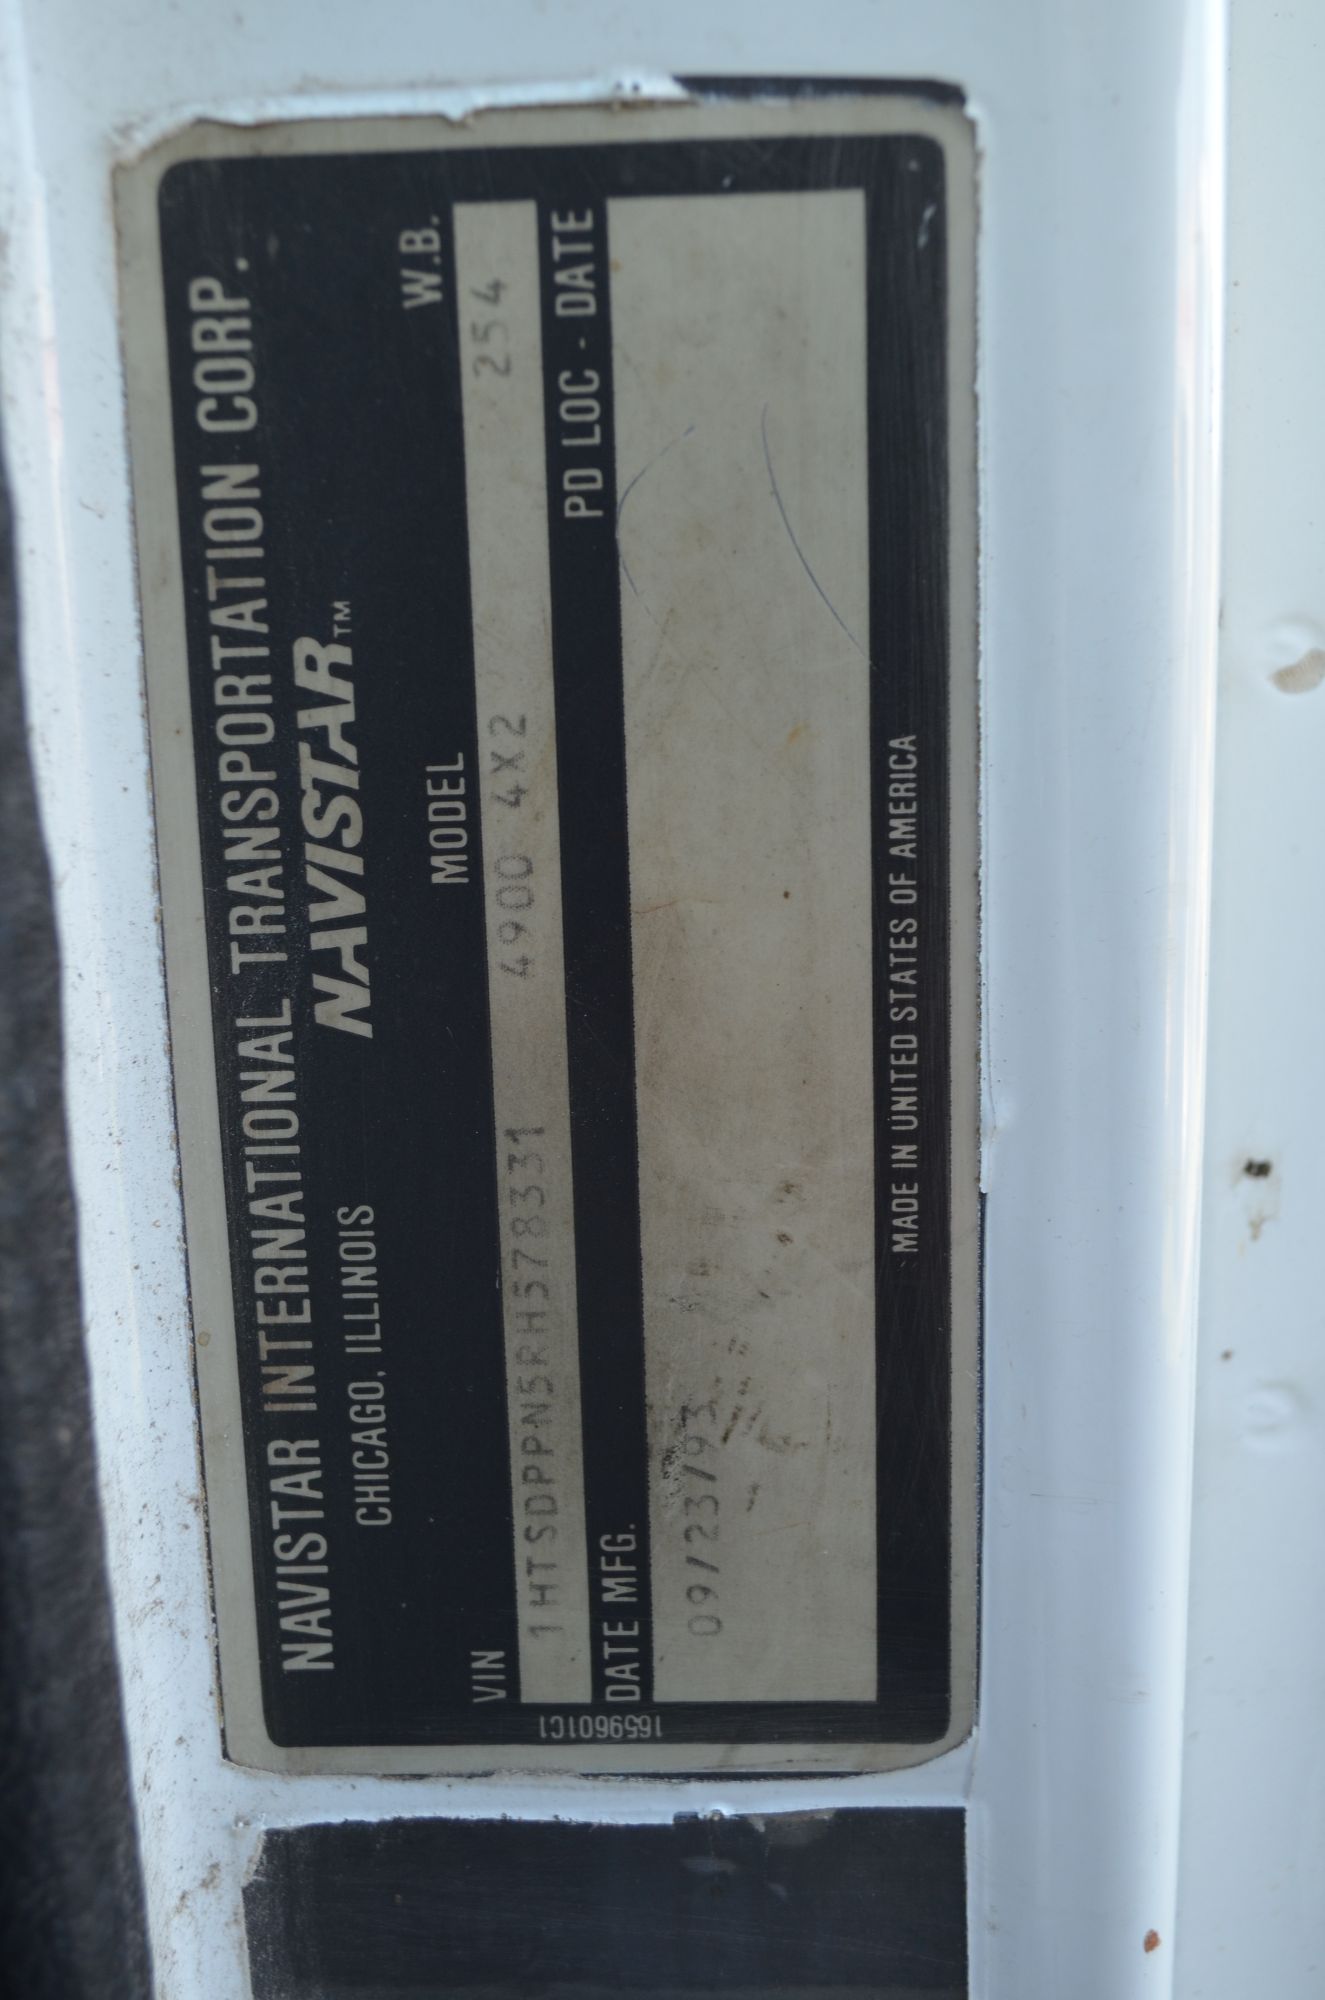 NAVISTAR INTERNATIONAL TRANSPORTATION CORP.
CHICAGO, ILLINOIS NAVISTAR™
VIN MODEL W.B.
1HTSDPPN5RH578331 4900 4X2 254
DATE MFG. PD LOC - DATE
09/23/93
MADE IN UNITED STATES OF AMERICA
1659601C1